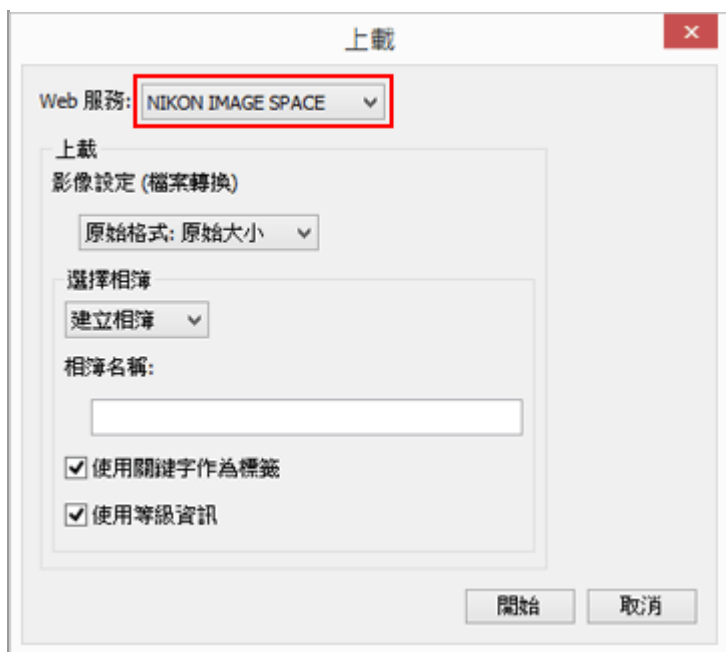 上載
Web 服務: NIKON IMAGE SPACE
上載
影像設定 (檔案轉換)
原始格式: 原始大小
選擇相簿
建立相簿
相簿名稱:
使用關鍵字作為標籤
使用等級資訊
開始 取消